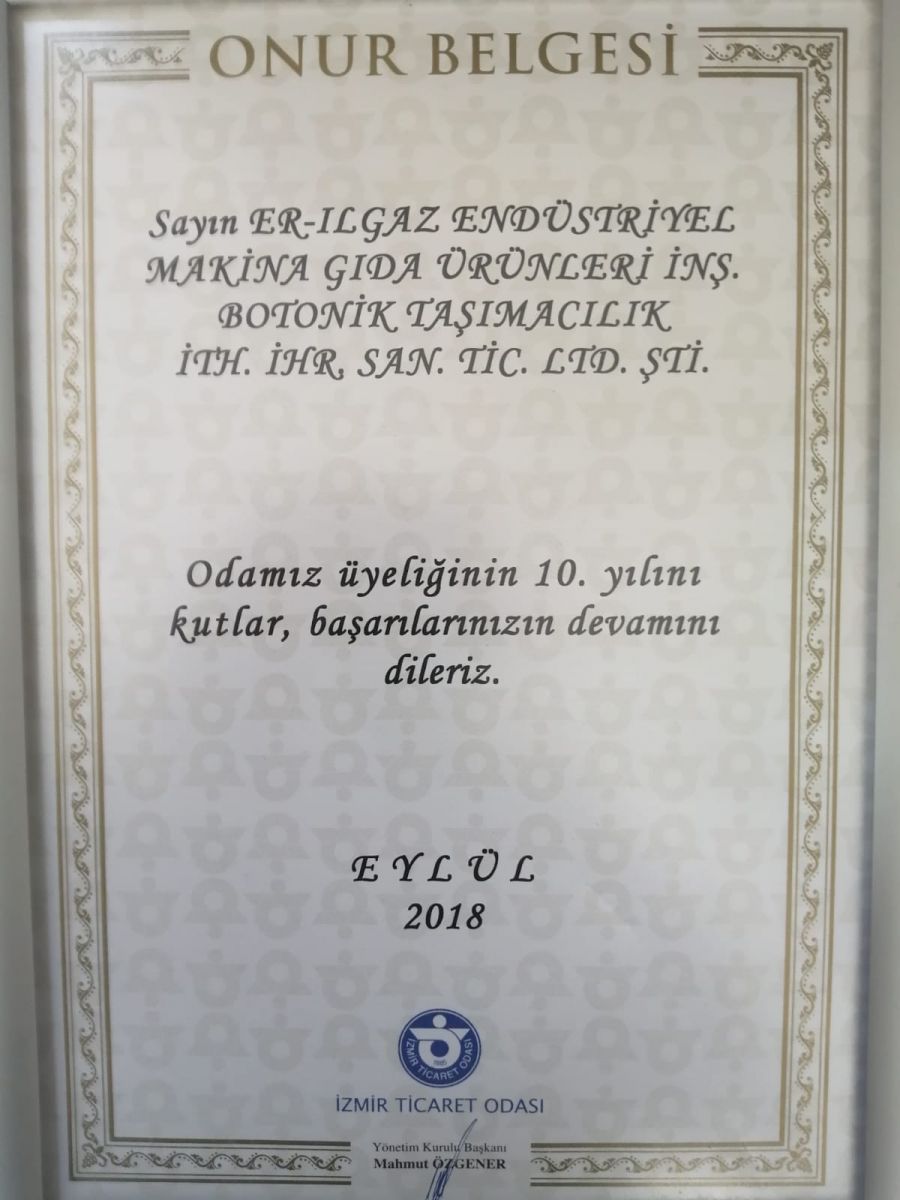 ONUR BELGESİ
Sayın ER-ILGAZ ENDÜSTRİYEL
MAKİNA GIDA ÜRÜNLERİ İNŞ.
BOTONİK TAŞIMACILIK
İTH. İHR. SAN. TİC. LTD. ŞTİ.
Odamız üyeliğinin 10. yılını
kutlar, başarılarınızın devamını
dileriz.
EYLÜL
2018
1885
İZMİR TİCARET ODASI
İZMİR TİCARET ODASI
Yönetim Kurulu Başkanı
Mahmut ÖZGENER